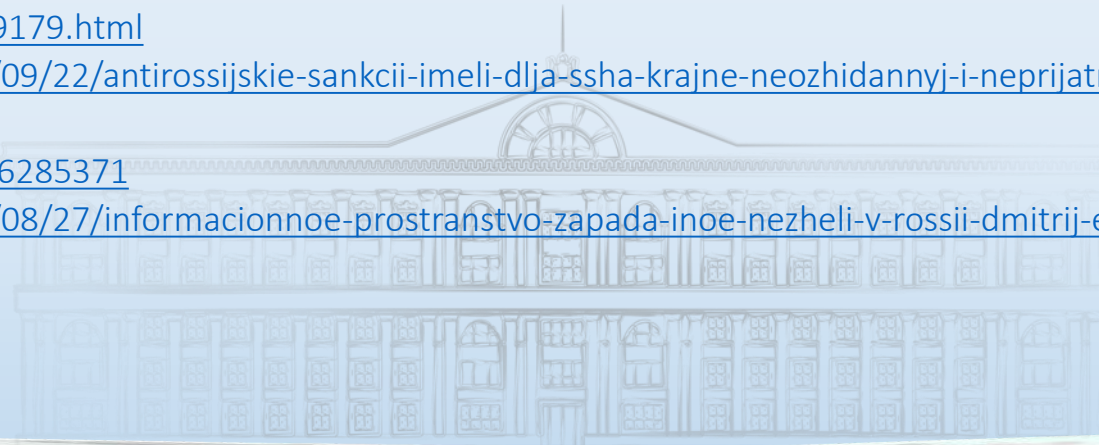 9179.html
/09/22/antirossijskie-sankcii-imeli-dlja-ssha-krajne-neozhidannyj-i-neprijatn
6285371
/08/27/informacionnoe-prostranstvo-zapada-inoe-nezheli-v-rossii-dmitrij-e